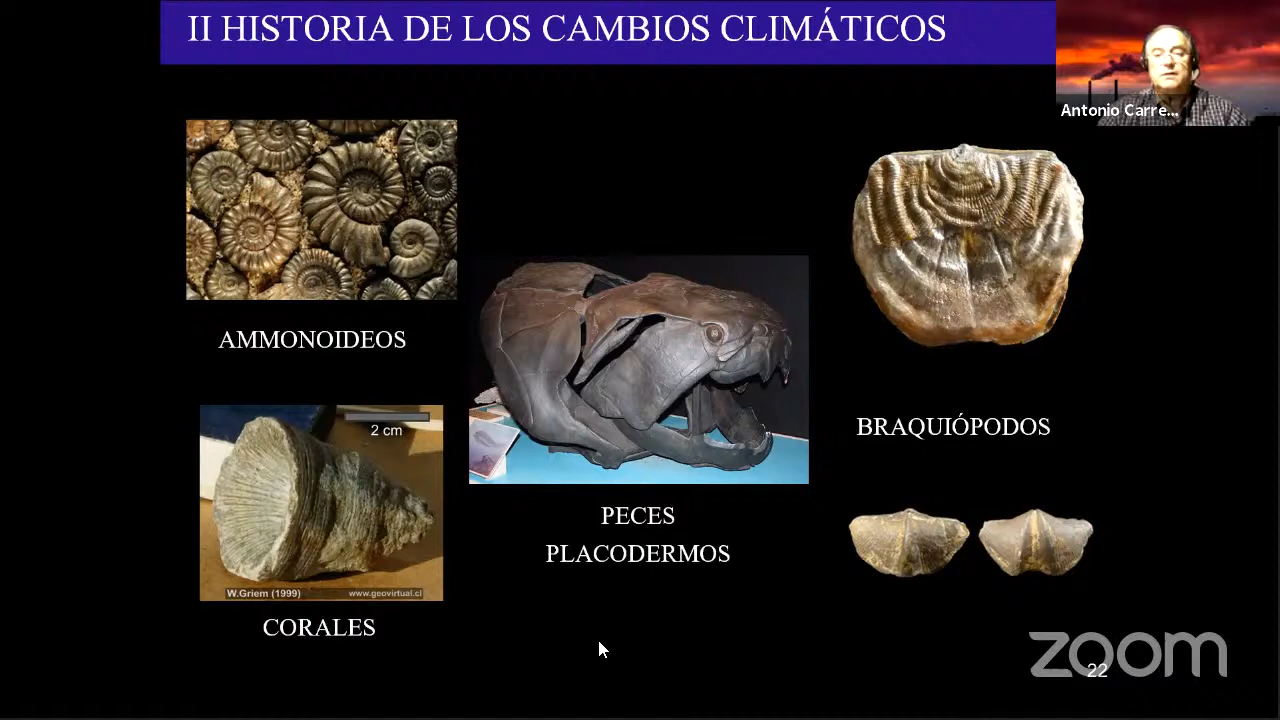 II HISTORIA DE LOS CAMBIOS CLIMÁTICOS
Antonio Carre...
AMMONOIDEOS
2 cm
W.Griem (1999)
www.geovirtual.cl
CORALES
PECES
PLACODERMOS
BRAQUIÓPODOS
zoom
22